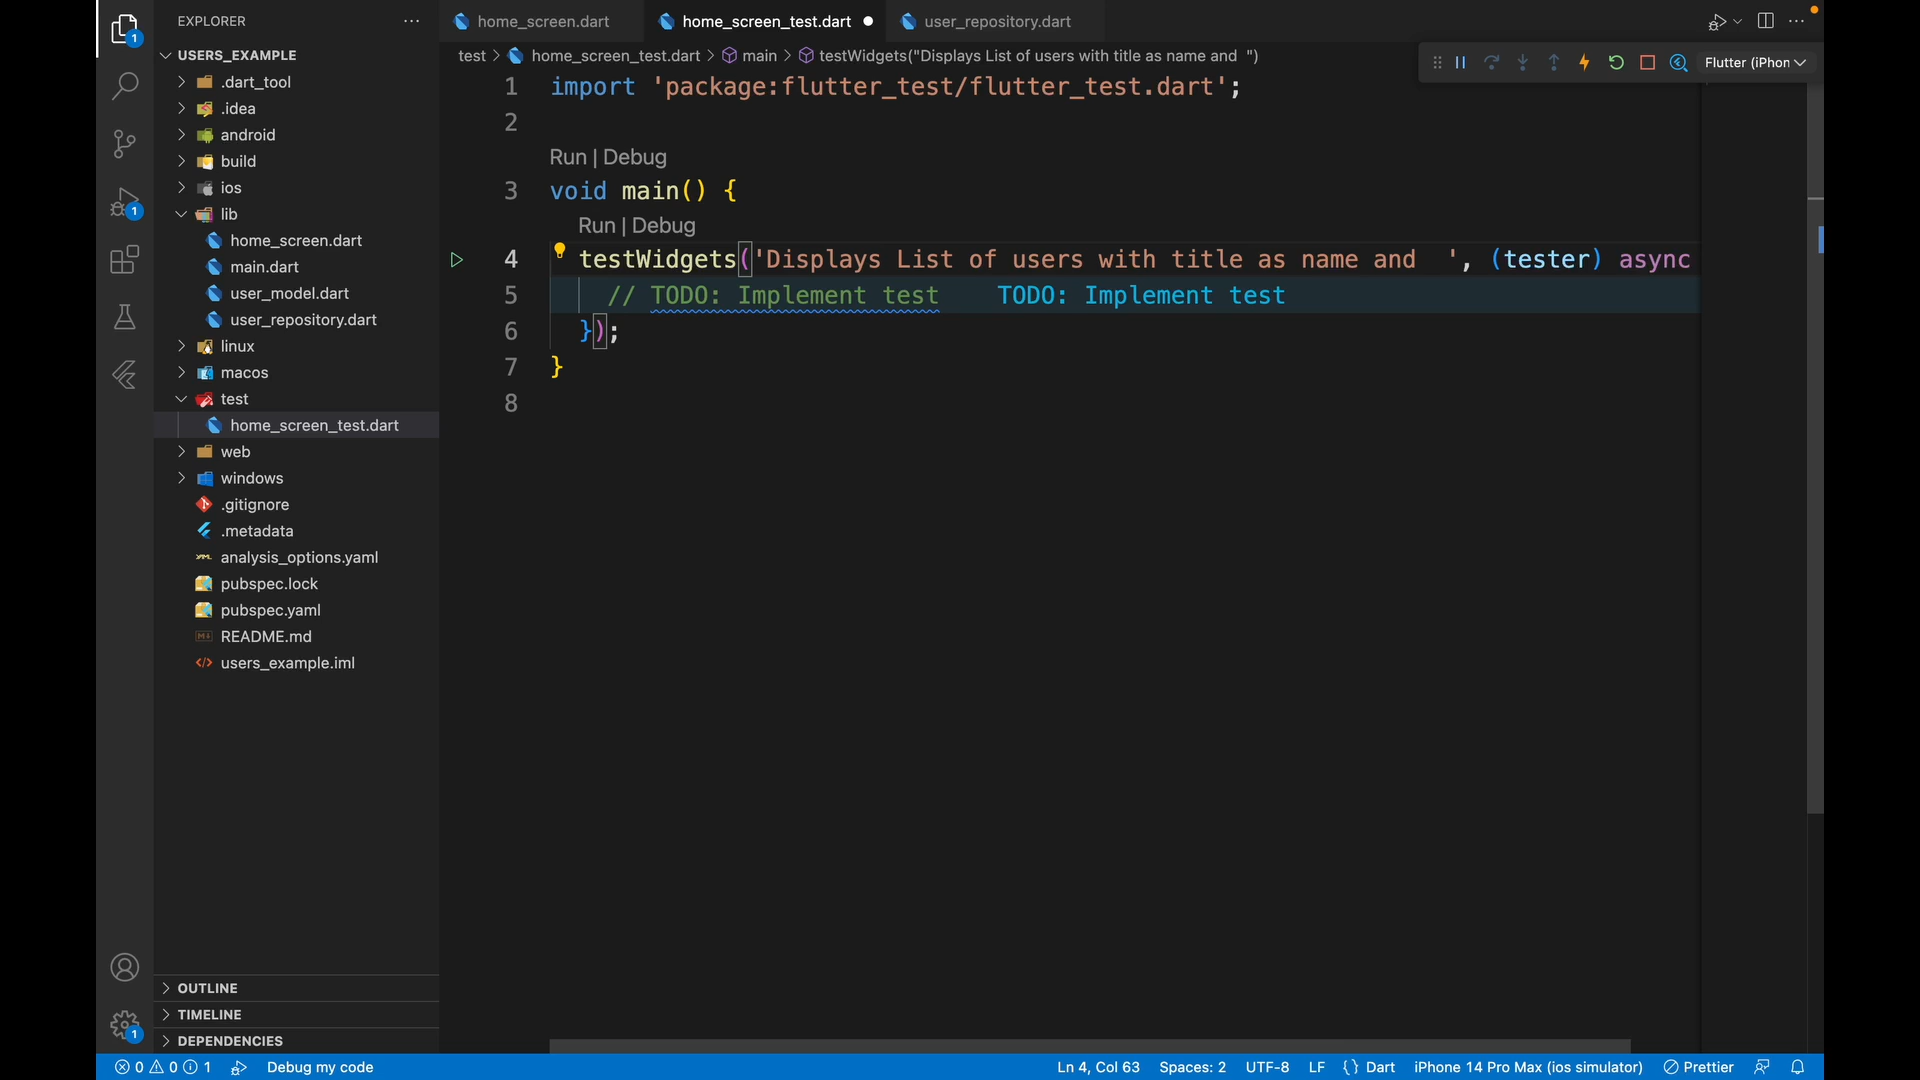 EXPLORER
USERS_EXAMPLE
.dart_tool
.idea
android
build
ios
lib
home_screen.dart
main.dart
user_model.dart
user_repository.dart
linux
macos
test
home_screen_test.dart
web
windows
.gitignore
.metadata
analysis_options.yaml
pubspec.lock
pubspec.yaml
README.md
users_example.iml
OUTLINE
TIMELINE
DEPENDENCIES
1
1
1
home_screen.dart home_screen_test.dart user_repository.dart
test > home_screen_test.dart > main > testWidgets("Displays List of users with title as name and  ")
Flutter (iPhon
1 import 'package:flutter_test/flutter_test.dart';
2
Run | Debug
3 void main() {
Run | Debug
4 testWidgets('Displays List of users with title as name and  ', (tester) async
5 // TODO: Implement test TODO: Implement test
6 });
7 }
8
0 0 1 Debug my code Ln 4, Col 63 Spaces: 2 UTF-8 LF {} Dart iPhone 14 Pro Max (ios simulator) Prettier